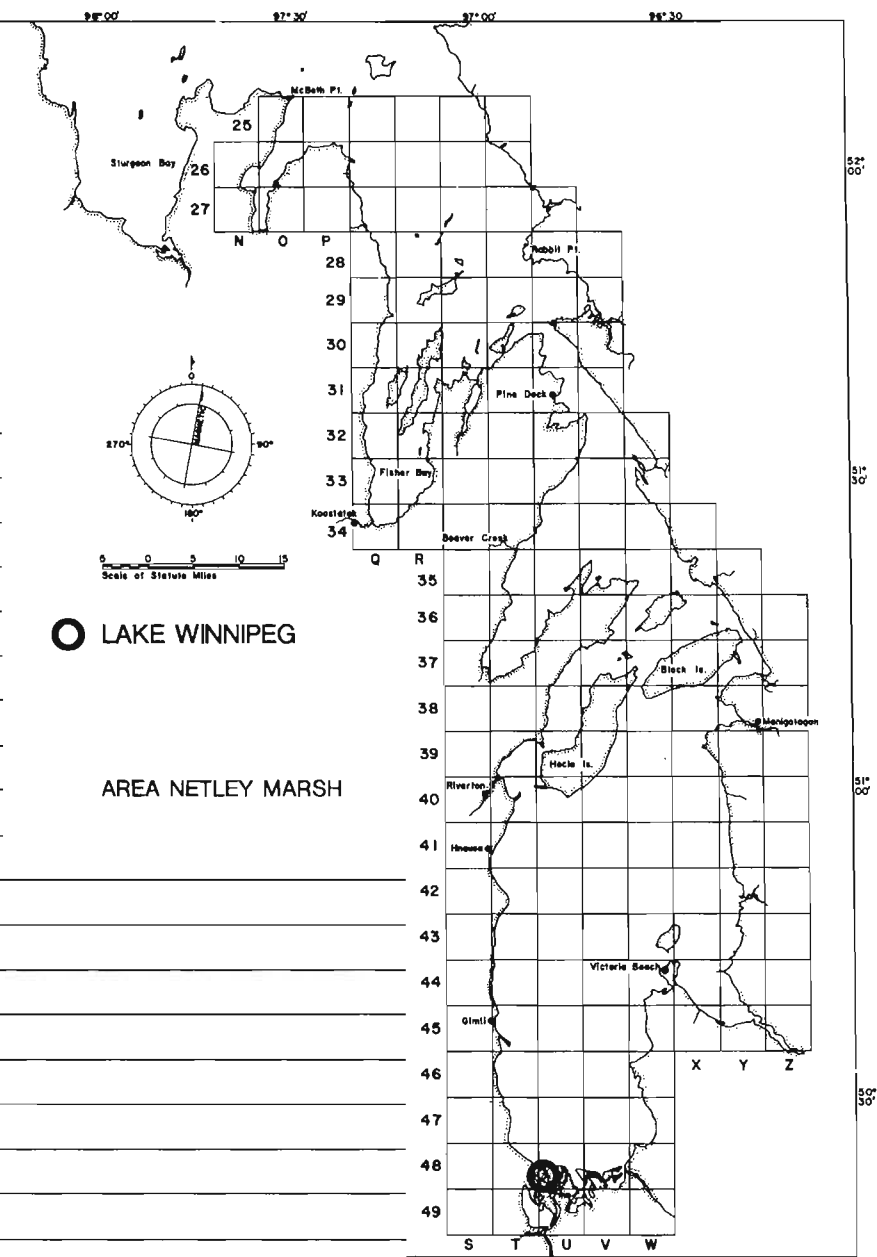 98°00' 97°30' 97°00' 96°30'
McBeth Pt.
25
Sturgeon Bay
26
52°
00'
27
N O P
28
Rabbit Pt.
29
30
0
31
Pine Dock
32
MAGNETIC
270° 90°
33
Fisher Bay
51°
30'
180°
Koostatak
34
Beaver Creek
Q R
5 0 5 10 15
Scale of Statute Miles
35
36
LAKE WINNIPEG
37
Black Is.
38
Manigotagan
39
Hecla Is.
AREA NETLEY MARSH
Riverton
40
51°
00'
41
Hnausa
42
43
Victoria Beach
44
Gimli
45
X Y Z
46
50°
30'
47
48
49
S T U V W